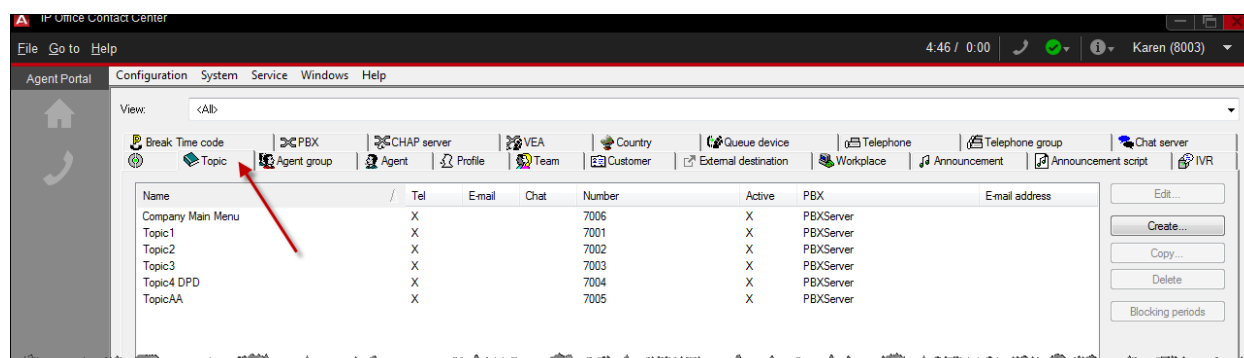 IP Office Contact Center
File Go to Help 4:46 / 0:00 Karen (8003)
Agent Portal Configuration System Service Windows Help
View: <All>
Break Time code PBX CHAP server VEA Country Queue device Telephone Telephone group Chat server
Topic Agent group Agent Profile Team Customer External destination Workplace Announcement Announcement script IVR
Name / Tel E-mail Chat Number Active PBX E-mail address Edit...
Company Main Menu X 7006 X PBXServer
Create...
Topic1 X 7001 X PBXServer
Topic2 X 7002 X PBXServer
Copy...
Topic3 X 7003 X PBXServer
Topic4 DPD X 7004 X PBXServer
Delete
TopicAA X 7005 X PBXServer
Blocking periods